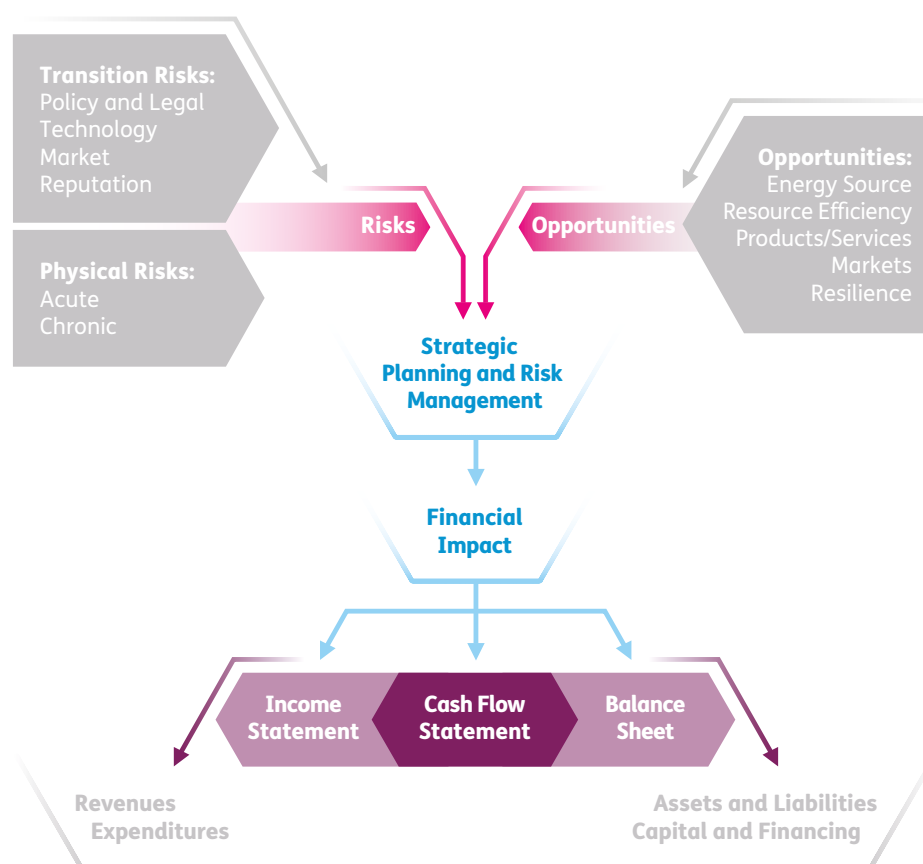 Transition Risks:
Policy and Legal
Technology
Market
Reputation
Physical Risks:
Acute
Chronic
Risks
Opportunities
Opportunities:
Energy Source
Resource Efficiency
Products/Services
Markets
Resilience
Strategic
Planning and Risk
Management
Financial
Impact
Income
Statement
Cash Flow
Statement
Balance
Sheet
Revenues
Expenditures
Assets and Liabilities
Capital and Financing